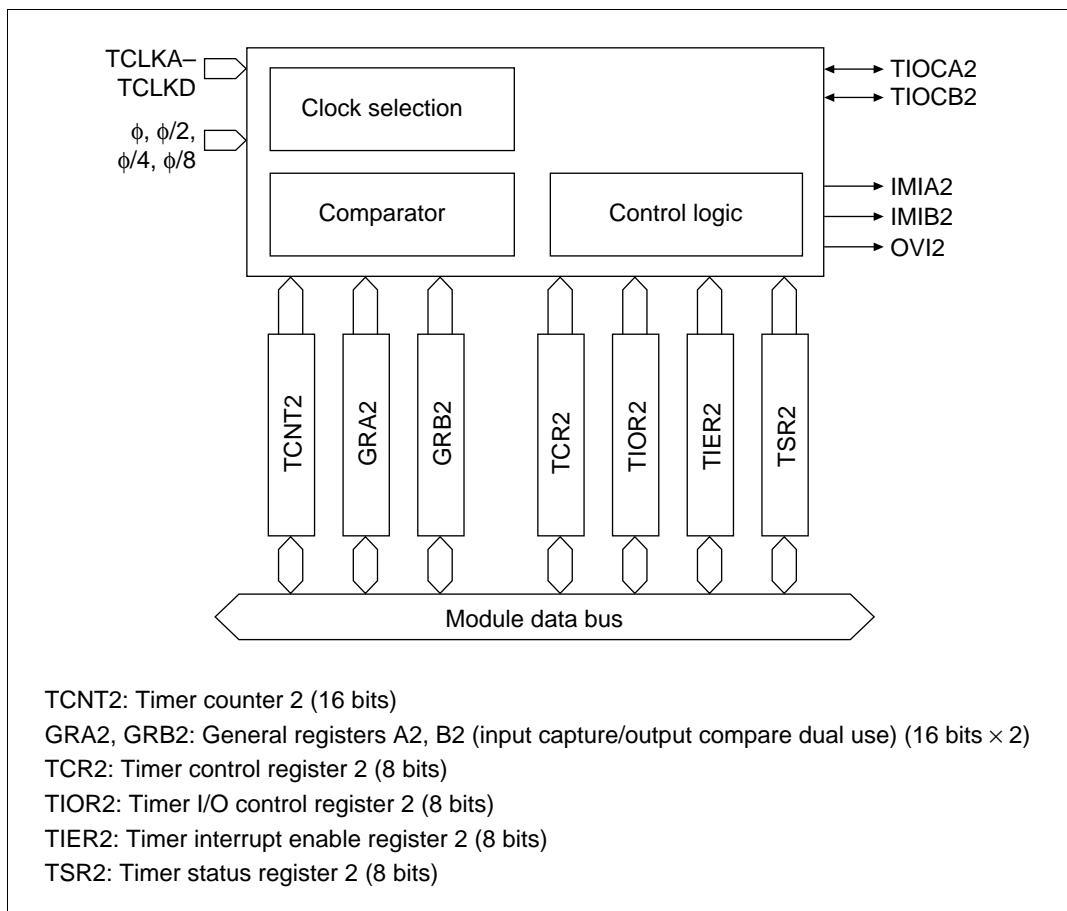 TCLKA–
TCLKD
ϕ, ϕ/2,
ϕ/4, ϕ/8
Clock selection
Comparator
Control logic
TIOCA2
TIOCB2
IMIA2
IMIB2
OVI2
TCNT2
GRA2
GRB2
TCR2
TIOR2
TIER2
TSR2
Module data bus
TCNT2: Timer counter 2 (16 bits)
GRA2, GRB2: General registers A2, B2 (input capture/output compare dual use) (16 bits × 2)
TCR2: Timer control register 2 (8 bits)
TIOR2: Timer I/O control register 2 (8 bits)
TIER2: Timer interrupt enable register 2 (8 bits)
TSR2: Timer status register 2 (8 bits)